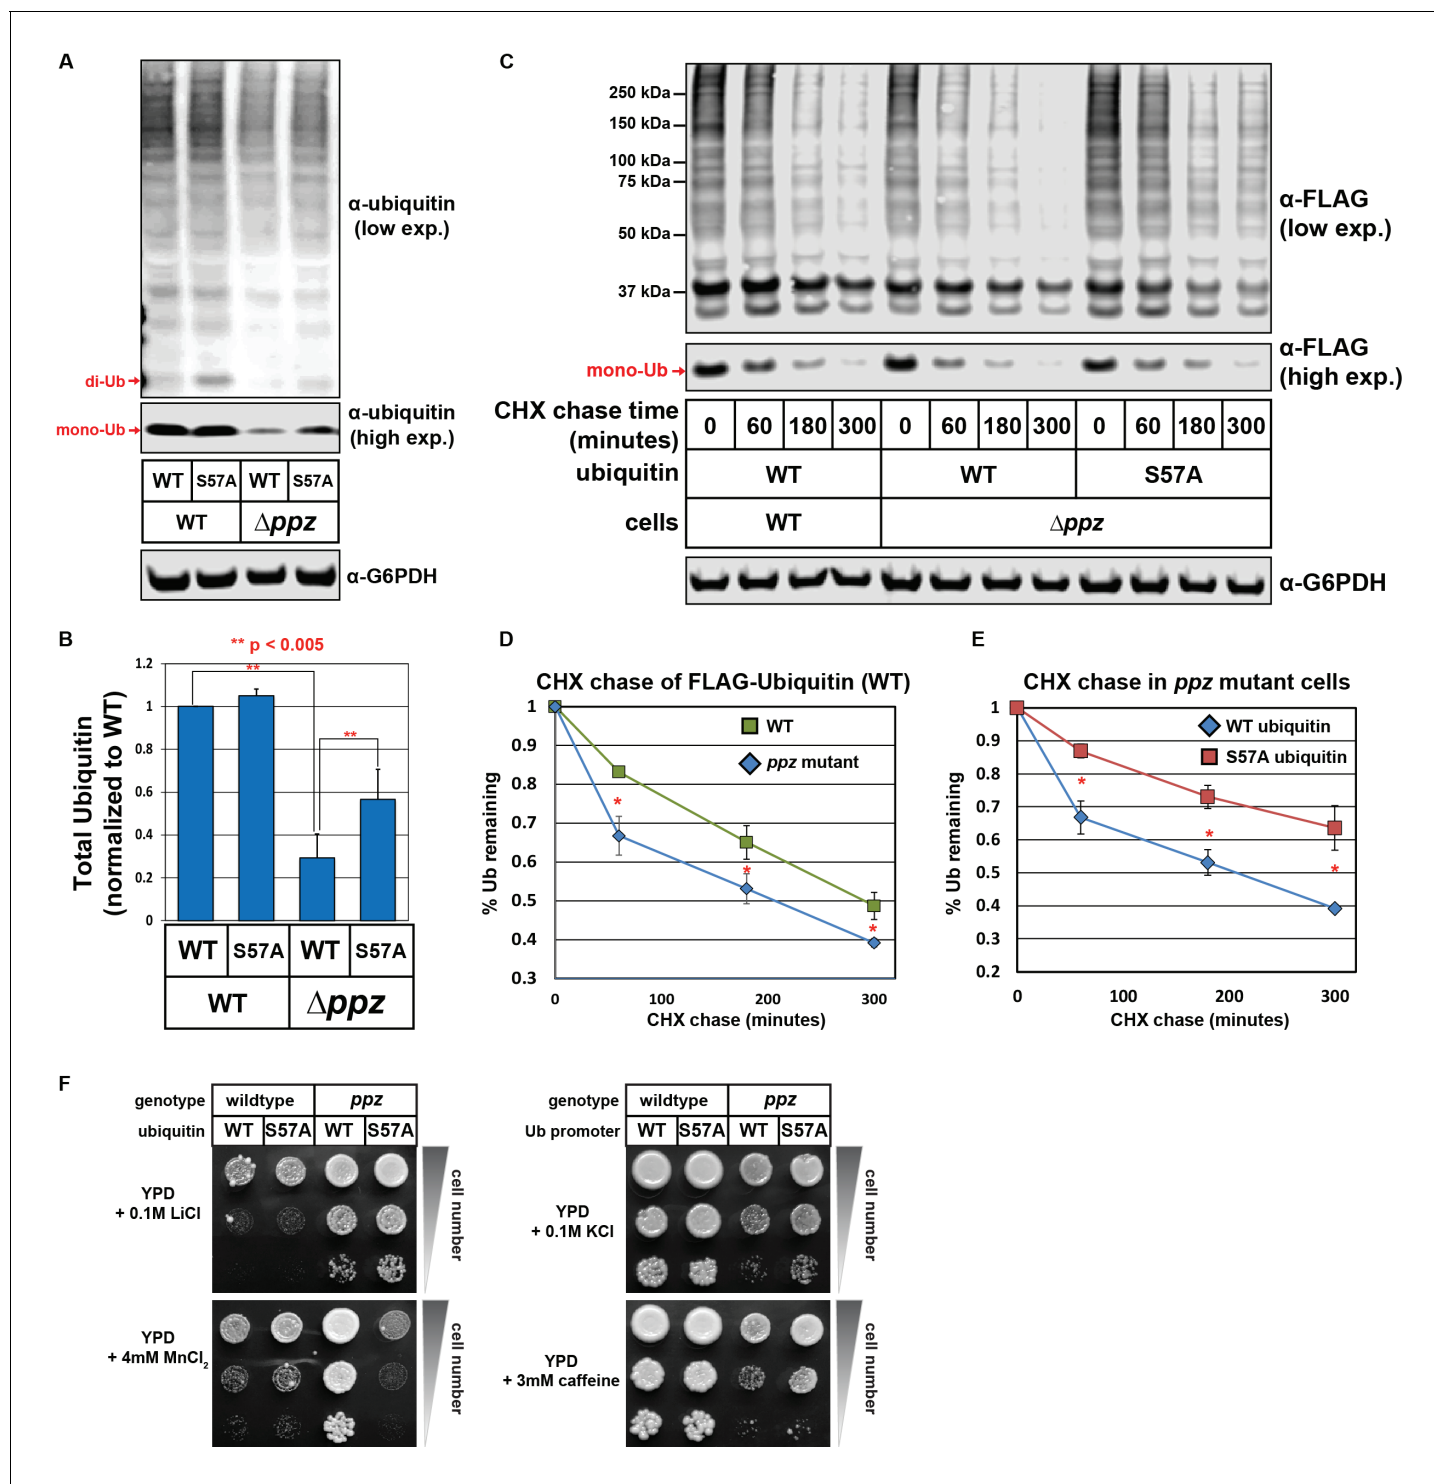 A
α-ubiquitin
(low exp.)
di-Ub
mono-Ub
α-ubiquitin
(high exp.)
WT S57A WT S57A
WT Δppz
α-G6PDH
C
250 kDa
150 kDa
100 kDa
75 kDa
50 kDa
37 kDa
α-FLAG
(low exp.)
mono-Ub
α-FLAG
(high exp.)
CHX chase time
(minutes)
0 60 180 300 0 60 180 300 0 60 180 300
ubiquitin WT WT S57A
cells WT Δppz
α-G6PDH
B
** p < 0.005
Total Ubiquitin
(normalized to WT)
1.2
1
0.8
0.6
0.4
0.2
0
**
**
WT S57A WT S57A
WT Δppz
D
CHX chase of FLAG-Ubiquitin (WT)
% Ub remaining
1
0.9
0.8
0.7
0.6
0.5
0.4
0.3
WT
ppz mutant
*
*
*
0 100 200 300
CHX chase (minutes)
E
CHX chase in ppz mutant cells
% Ub remaining
1
0.9
0.8
0.7
0.6
0.5
0.4
0.3
0.2
WT ubiquitin
S57A ubiquitin
*
*
*
0 100 200 300
CHX chase (minutes)
F
genotype wildtype ppz
ubiquitin WT S57A WT S57A
YPD
+ 0.1M LiCl
cell number
YPD
+ 4mM MnCl2
cell number
genotype wildtype ppz
Ub promoter WT S57A WT S57A
YPD
+ 0.1M KCl
cell number
YPD
+ 3mM caffeine
cell number